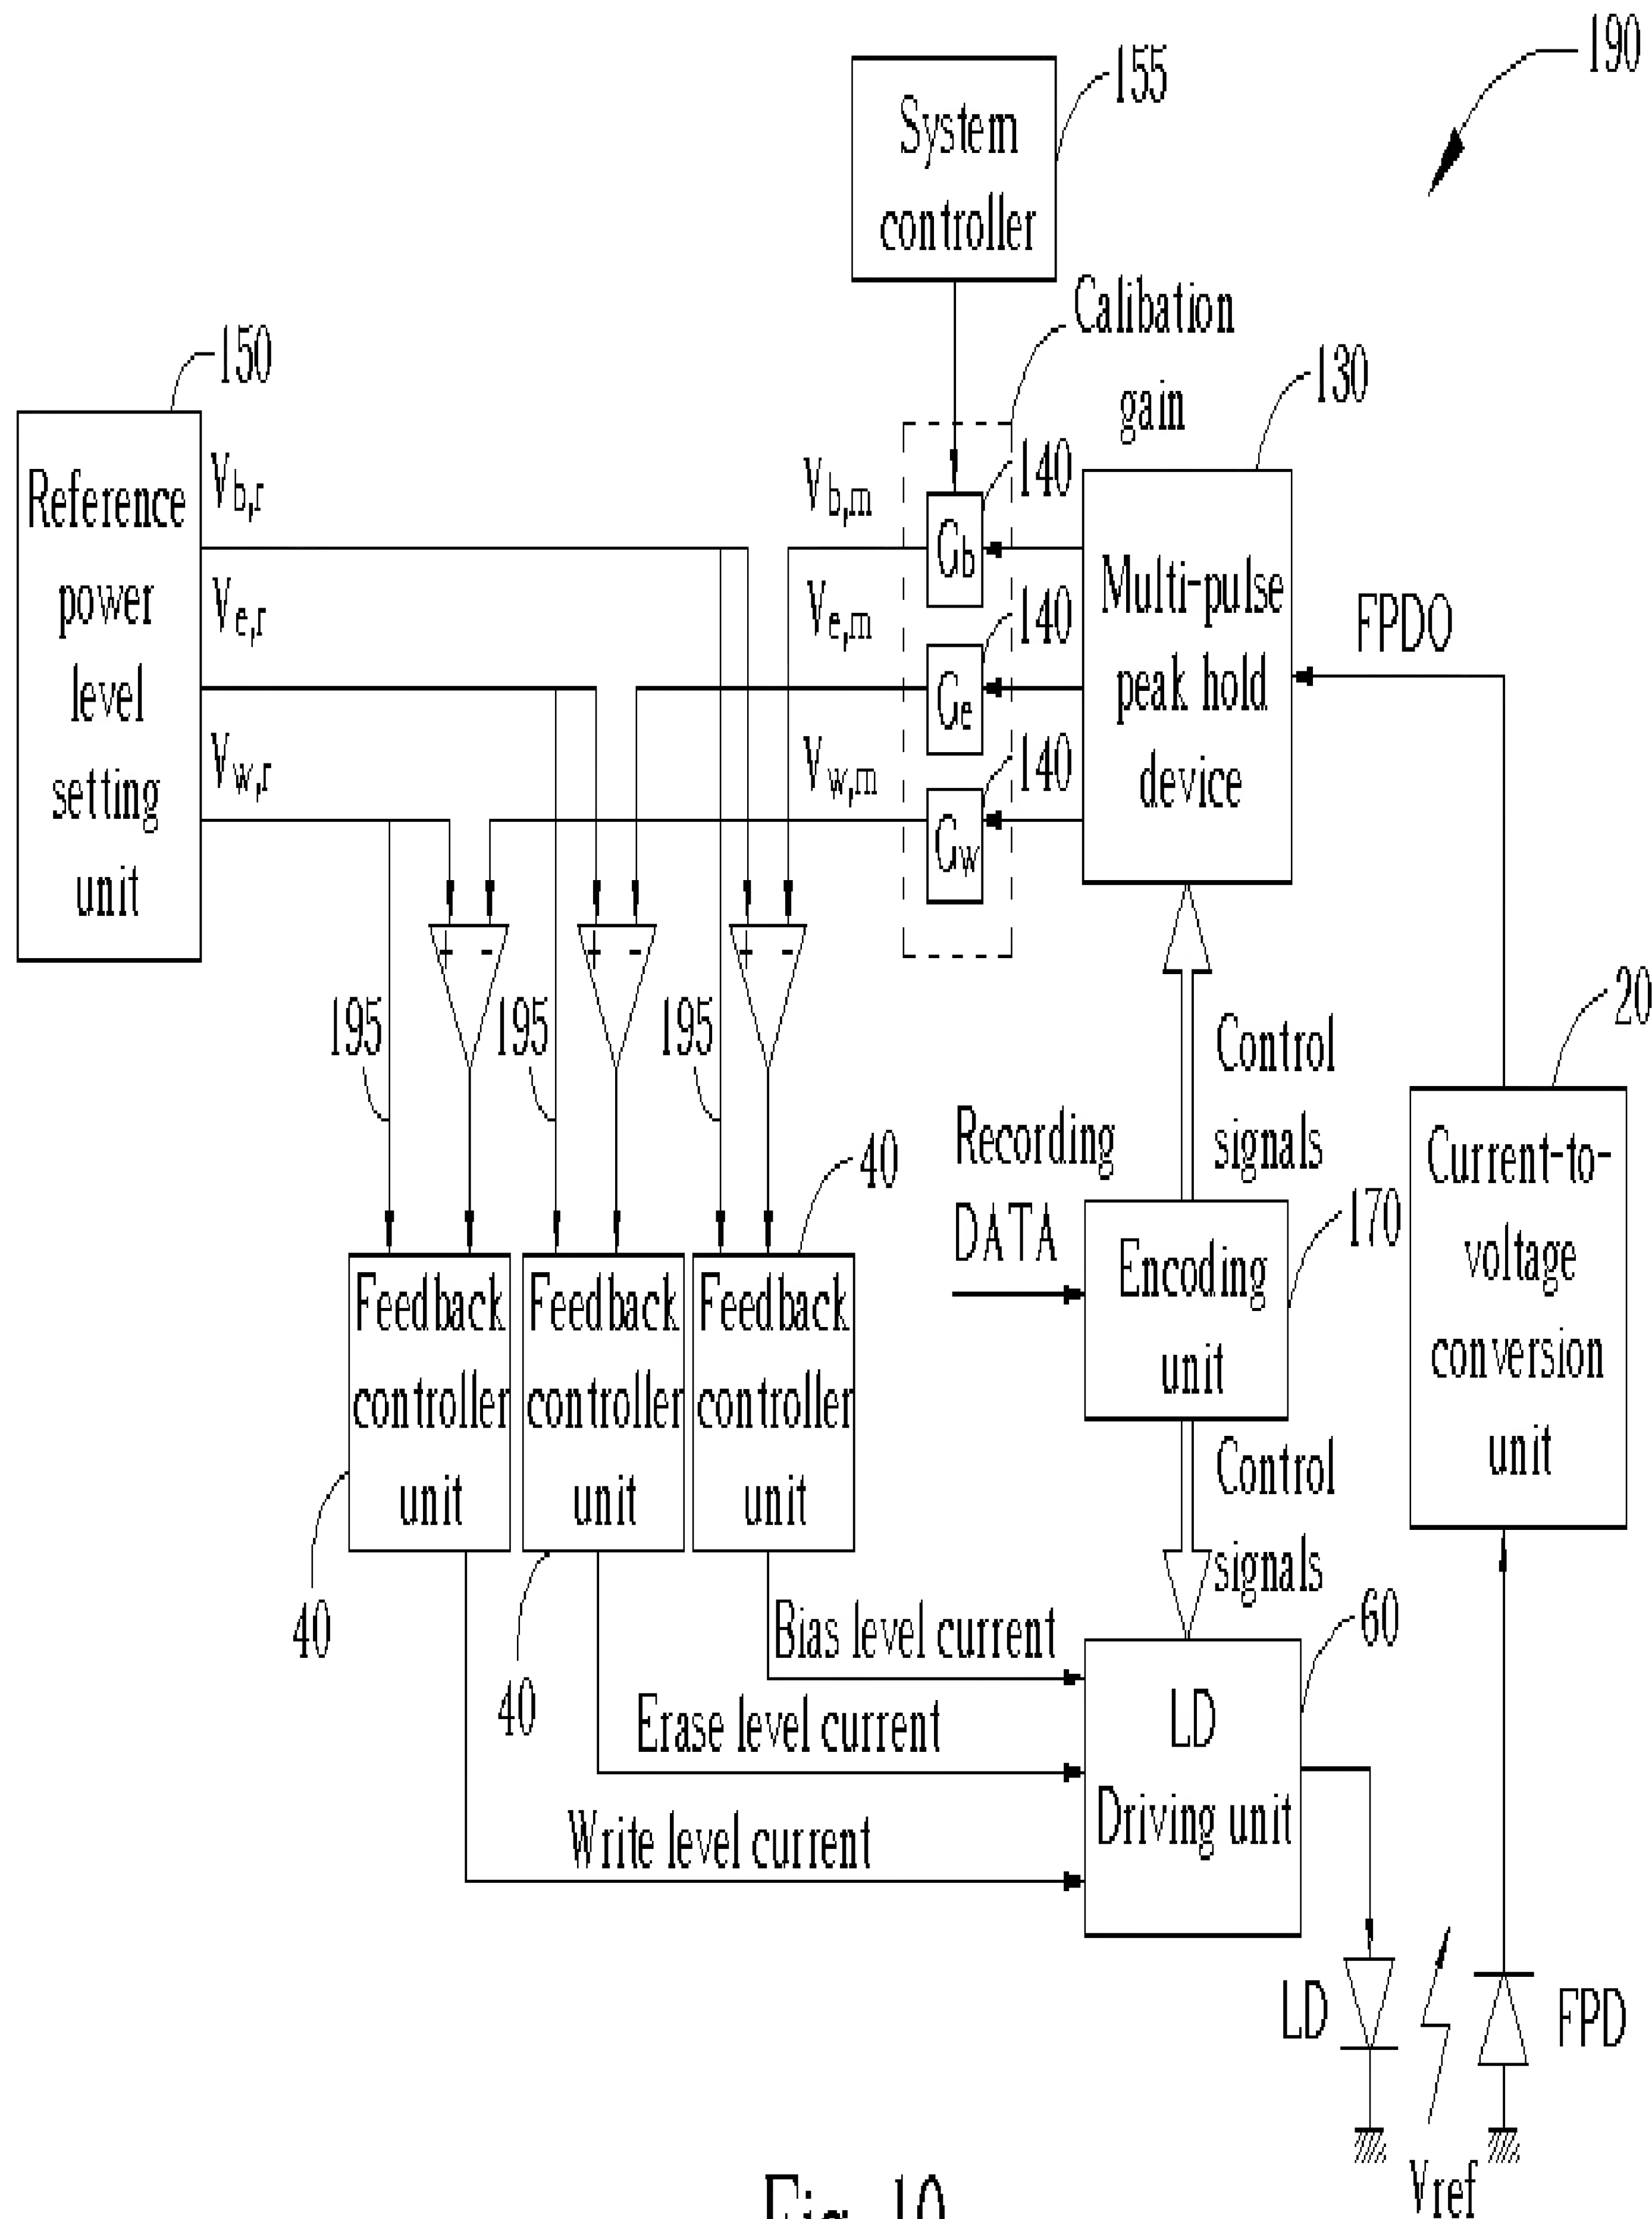 190
155
System
controller
Calibation
gain
150
130
Reference
power
level
setting
unit
Vb,r
Ve,r
Vw,r
Vb,m
Ve,m
Vw,m
140
Gb
140
Ge
140
Gw
Multi-pulse
peak hold
device
FPDO
+ -
+ -
+ -
195
195
195
20
Control
signals
Recording
DATA
40
170
Current-to-
voltage
conversion
unit
Feedback
controller
unit
Feedback
controller
unit
Feedback
controller
unit
Encoding
unit
Control
signals
40
40
60
Bias level current
Erase level current
Write level current
LD
Driving unit
LD
FPD
Vref